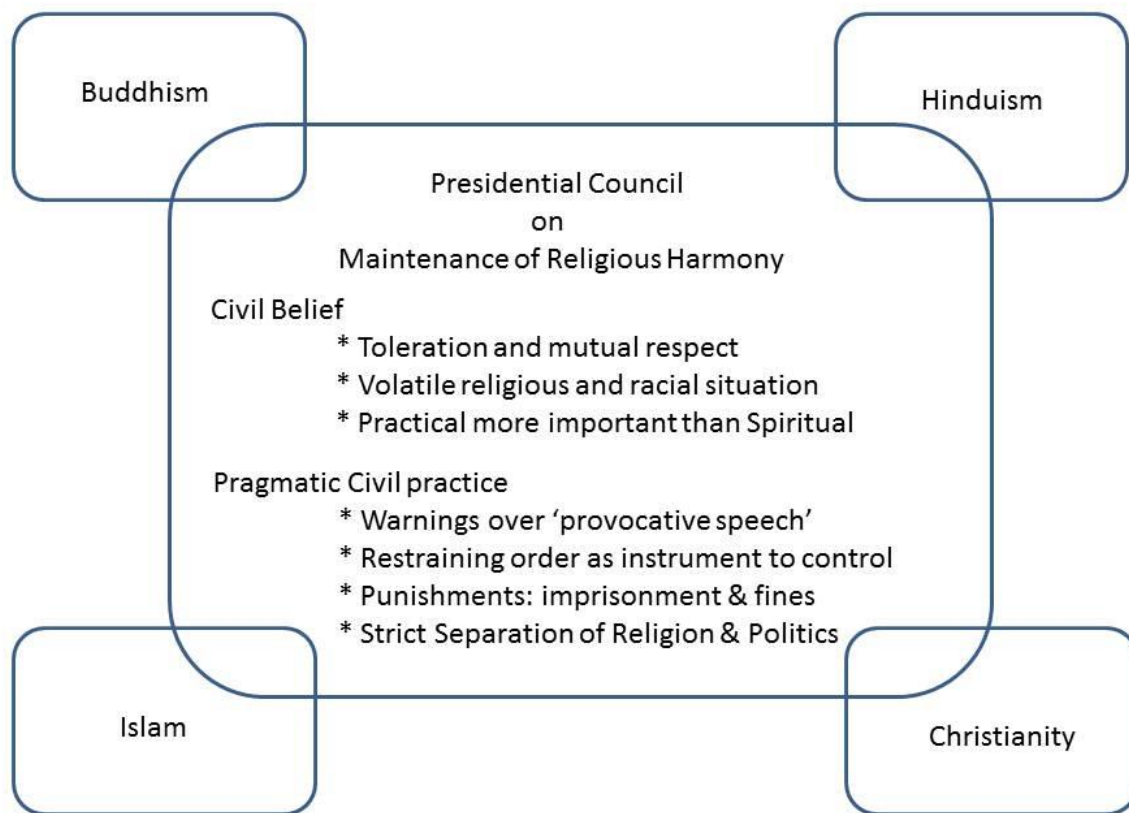 Buddhism
Hinduism
Presidential Council
on
Maintenance of Religious Harmony
Civil Belief
* Toleration and mutual respect
* Volatile religious and racial situation
* Practical more important than Spiritual
Pragmatic Civil practice
* Warnings over ‘provocative speech’
* Restraining order as instrument to control
* Punishments: imprisonment & fines
* Strict Separation of Religion & Politics
Islam
Christianity